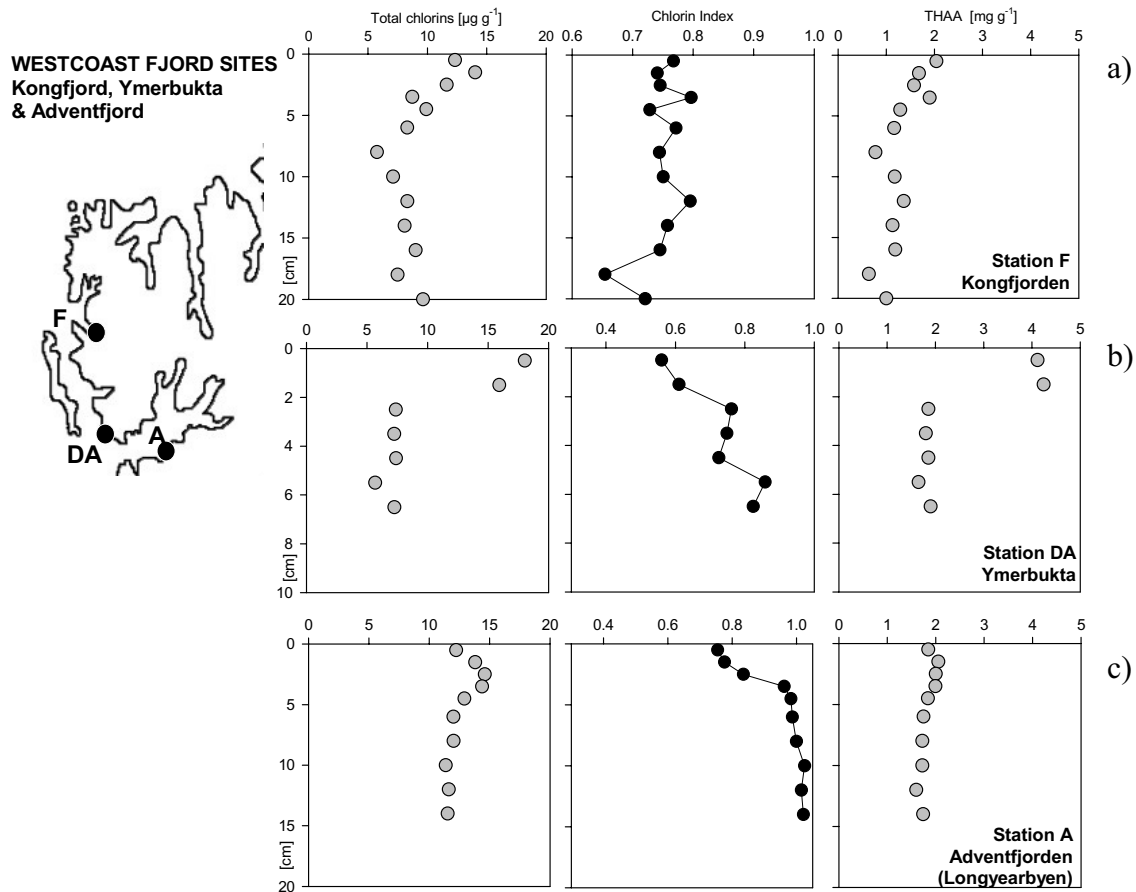 Total chlorins [µg g⁻¹] Chlorin Index THAA [mg g⁻¹]
0 5 10 15 20 0.6 0.7 0.8 0.9 1.0 0 1 2 3 4 5
WESTCOAST FJORD SITES
Kongfjord, Ymerbukta
& Adventfjord
a)
0
5
10
15
[cm]
20
Station F
Kongfjorden
F
DA
A
0 5 10 15 20 0.4 0.6 0.8 1.0 0 1 2 3 4 5
b)
0
2
4
6
8
[cm]
10
Station DA
Ymerbukta
0 5 10 15 20 0.4 0.6 0.8 1.0 0 1 2 3 4 5
c)
0
5
10
15
[cm]
20
Station A
Adventfjorden
(Longyearbyen)